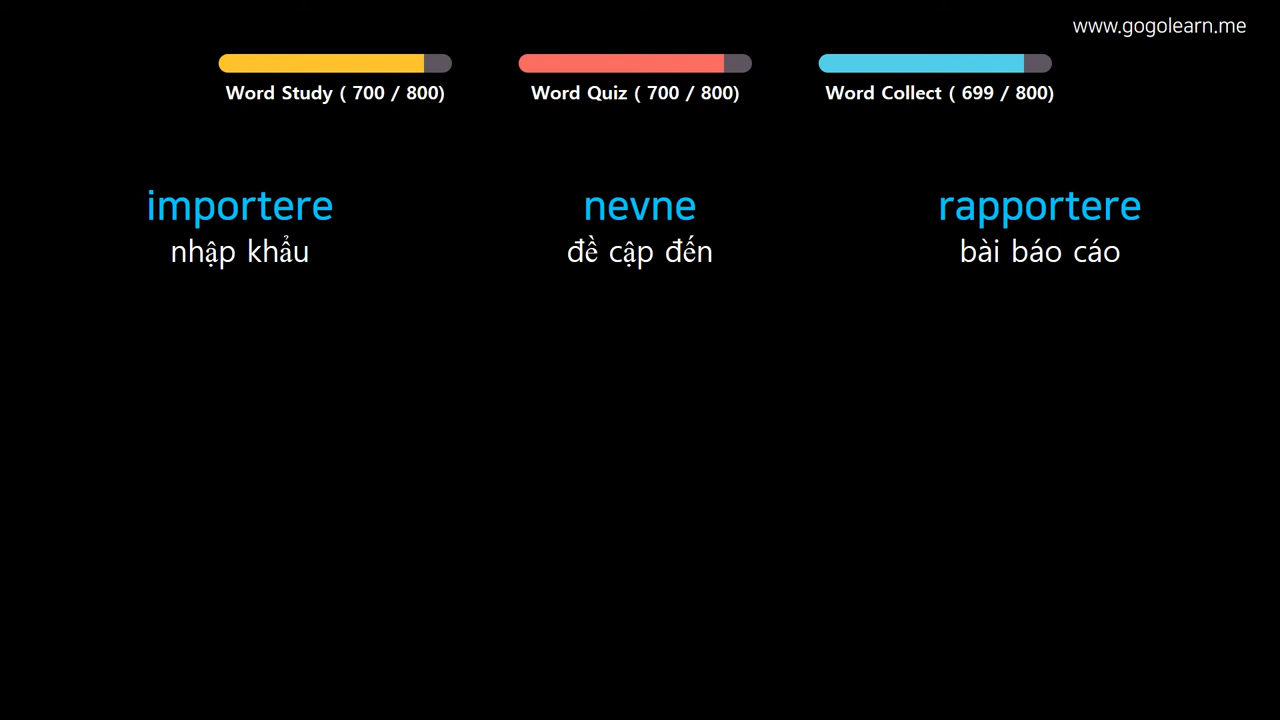 www.gogolearn.me
Word Study ( 700 / 800)
Word Quiz ( 700 / 800)
Word Collect ( 699 / 800)
importere
nhập khẩu
nevne
đề cập đến
rapportere
bài báo cáo